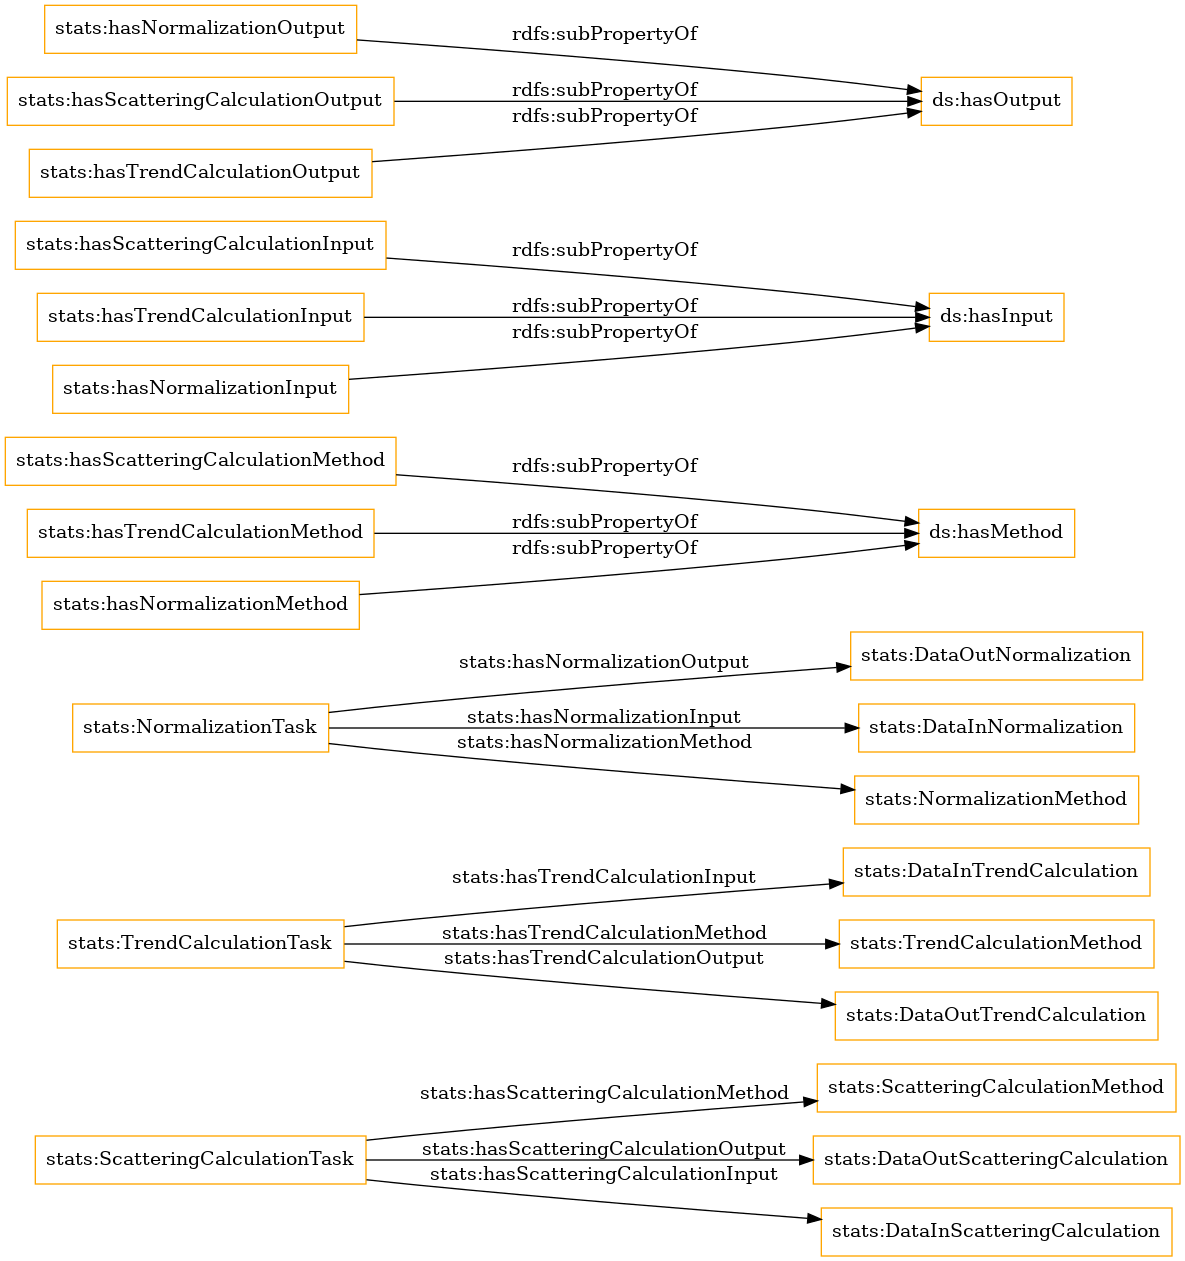 stats:hasNormalizationOutput
rdfs:subPropertyOf
stats:hasScatteringCalculationOutput
rdfs:subPropertyOf
ds:hasOutput
rdfs:subPropertyOf
stats:hasTrendCalculationOutput
stats:hasScatteringCalculationInput
rdfs:subPropertyOf
stats:hasTrendCalculationInput
rdfs:subPropertyOf
ds:hasInput
rdfs:subPropertyOf
stats:hasNormalizationInput
stats:hasScatteringCalculationMethod
rdfs:subPropertyOf
stats:hasTrendCalculationMethod
rdfs:subPropertyOf
ds:hasMethod
rdfs:subPropertyOf
stats:hasNormalizationMethod
stats:hasNormalizationOutput
stats:DataOutNormalization
stats:NormalizationTask
stats:hasNormalizationInput
stats:DataInNormalization
stats:hasNormalizationMethod
stats:NormalizationMethod
stats:hasTrendCalculationInput
stats:DataInTrendCalculation
stats:TrendCalculationTask
stats:hasTrendCalculationMethod
stats:TrendCalculationMethod
stats:hasTrendCalculationOutput
stats:DataOutTrendCalculation
stats:hasScatteringCalculationMethod
stats:ScatteringCalculationMethod
stats:ScatteringCalculationTask
stats:hasScatteringCalculationOutput
stats:DataOutScatteringCalculation
stats:hasScatteringCalculationInput
stats:DataInScatteringCalculation